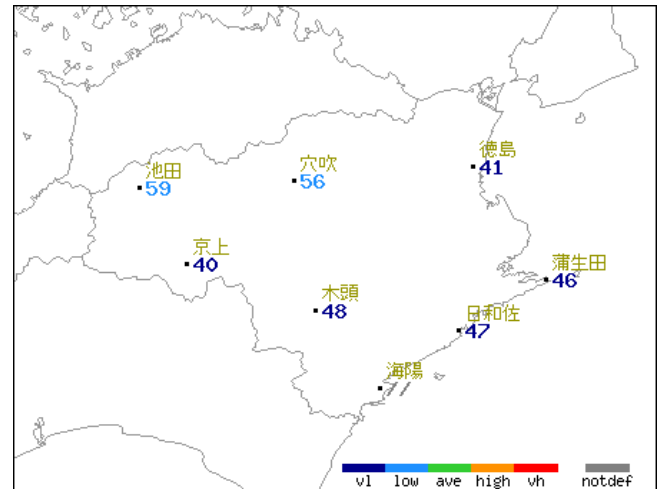 徳島
41
穴吹
56
池田
59
京上
40
蒲生田
46
木頭
48
日和佐
47
海陽
vl low ave high vh notdef